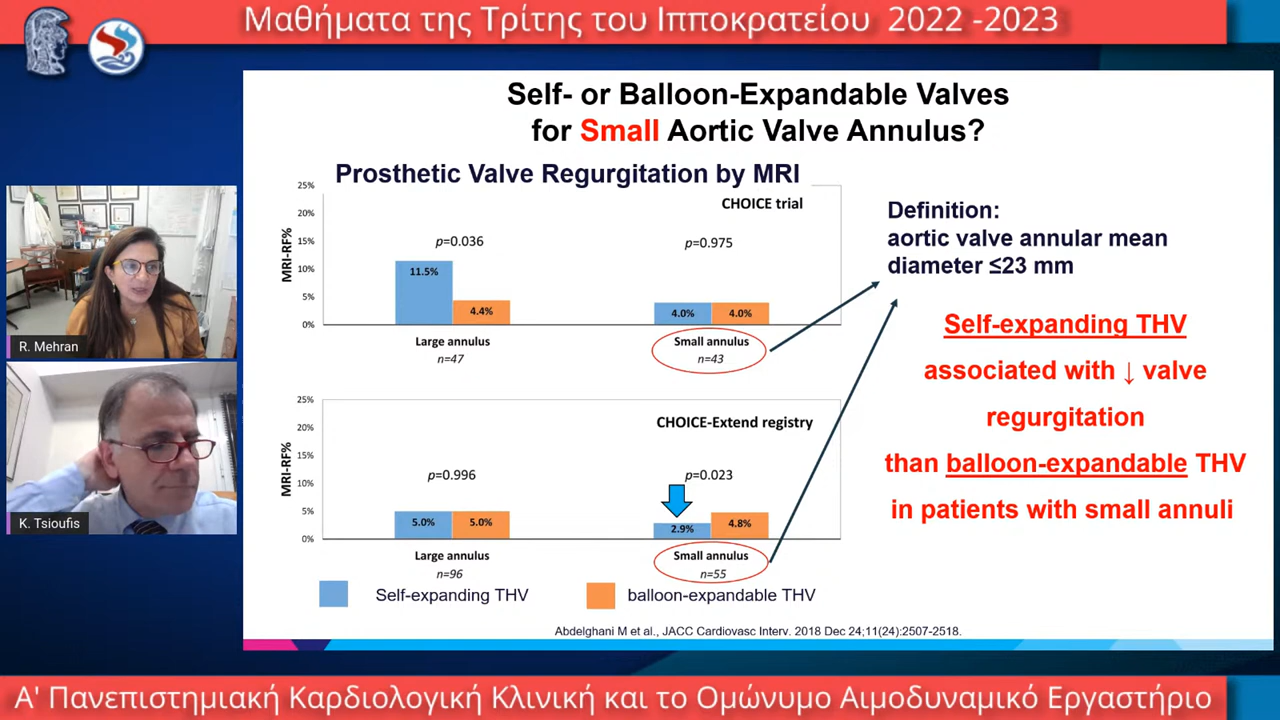 Μαθήματα της Τρίτης του Ιπποκρατείου 2022 -2023
Self- or Balloon-Expandable Valves
for Small Aortic Valve Annulus?
Prosthetic Valve Regurgitation by MRI
25%
20%
15%
10%
5%
0%
MRI-RF%
CHOICE trial
p=0.036
p=0.975
11.5%
4.4%
4.0%
4.0%
Large annulus
n=47
Small annulus
n=43
25%
20%
15%
10%
5%
0%
MRI-RF%
CHOICE-Extend registry
p=0.996
p=0.023
5.0%
5.0%
2.9%
4.8%
Large annulus
n=96
Small annulus
n=55
Self-expanding THV
balloon-expandable THV
Definition:
aortic valve annular mean
diameter ≤23 mm
Self-expanding THV
associated with ↓ valve
regurgitation
than balloon-expandable THV
in patients with small annuli
Abdelghani M et al., JACC Cardiovasc Interv. 2018 Dec 24;11(24):2507-2518.
R. Mehran
K. Tsioufis
Α' Πανεπιστημιακή Καρδιολογική Κλινική και το Ομώνυμο Αιμοδυναμικό Εργαστήριο